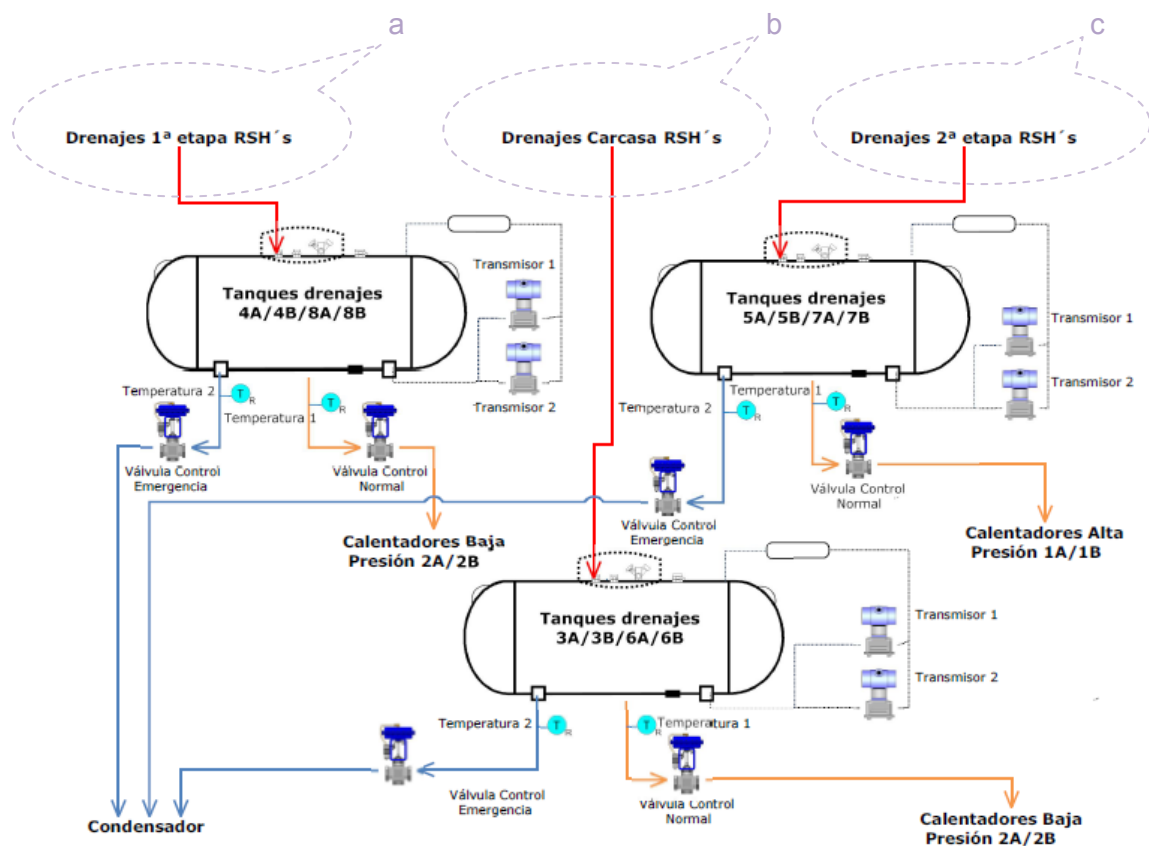 a
b
c
Drenajes 1ª etapa RSH´s
Drenajes Carcasa RSH´s
Drenajes 2ª etapa RSH´s
Tanques drenajes
4A/4B/8A/8B
Transmisor 1
Transmisor 2
Temperatura 2
T
R
Temperatura 1
T
R
Válvula Control
Emergencia
Válvula Control
Normal
Calentadores Baja
Presión 2A/2B
Tanques drenajes
5A/5B/7A/7B
Transmisor 1
Transmisor 2
Temperatura 2
T
R
Temperatura 1
T
R
Válvula Control
Emergencia
Válvula Control
Normal
Calentadores Alta
Presión 1A/1B
Tanques drenajes
3A/3B/6A/6B
Transmisor 1
Transmisor 2
Temperatura 2
T
R
Temperatura 1
T
R
Válvula Control
Emergencia
Válvula Control
Normal
Condensador
Calentadores Baja
Presión 2A/2B